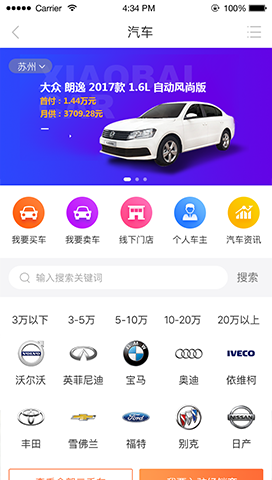 Carrier 4:34 PM 100%
汽车
苏州
XIAOBAI
大众 朗逸 2017款 1.6L 自动风尚版
首付：1.44万元
月供：3709.28元
我要买车 我要卖车 线下门店 个人车主 汽车资讯
输入搜索关键词 搜索
3万以下 3-5万 5-10万 10-20万 20万以上
VOLVO BMW IVECO
沃尔沃 英菲尼迪 宝马 奥迪 依维柯
Ford
丰田 雪佛兰 福特 别克 日产